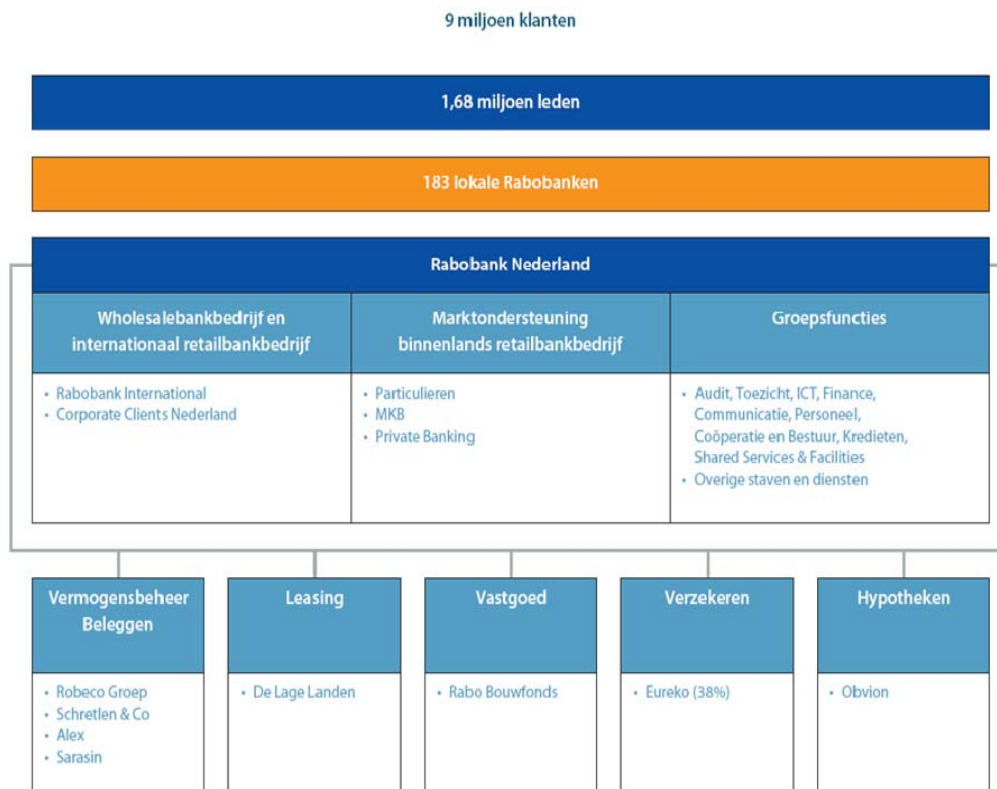 9 miljoen klanten
1,68 miljoen leden
183 lokale Rabobanken
Rabobank Nederland
Wholesalebankbedrijf en
internationaal retailbankbedrijf
• Rabobank International
• Corporate Clients Nederland
Marktondersteuning
binnenlands retailbankbedrijf
• Particulieren
• MKB
• Private Banking
Groepsfuncties
• Audit, Toezicht, ICT, Finance,
Communicatie, Personeel,
Coöperatie en Bestuur, Kredieten,
Shared Services & Facilities
• Overige staven en diensten
Vermogensbeheer
Beleggen
• Robeco Groep
• Schretlen & Co
• Alex
• Sarasin
Leasing
• De Lage Landen
Vastgoed
• Rabo Bouwfonds
Verzekeren
• Eureko (38%)
Hypotheken
• Obvion